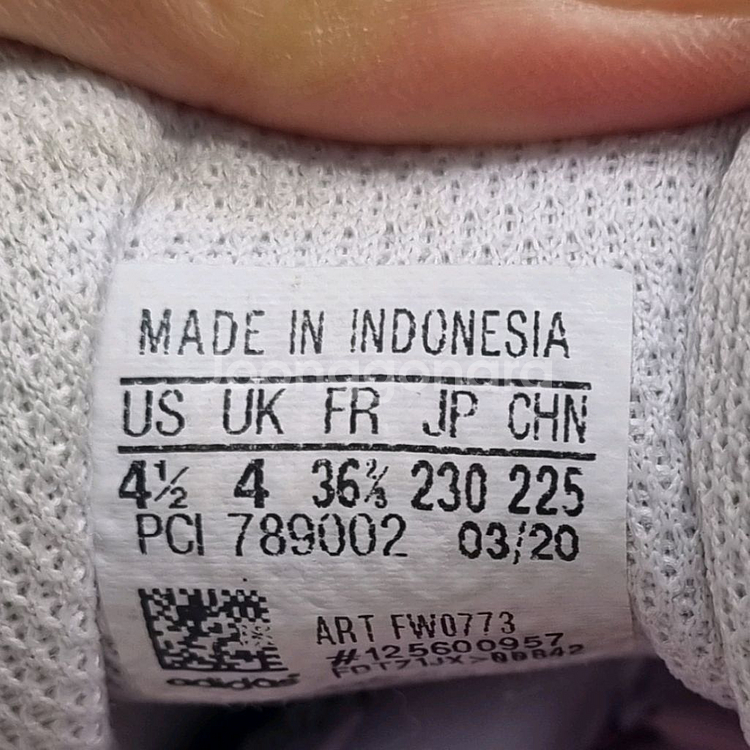 MADE IN INDONESIA
US UK FR JP CHN
4½ 4 36⅔ 230 225
PCI 789002 03/20
ART FW0773
#125600957
adidas